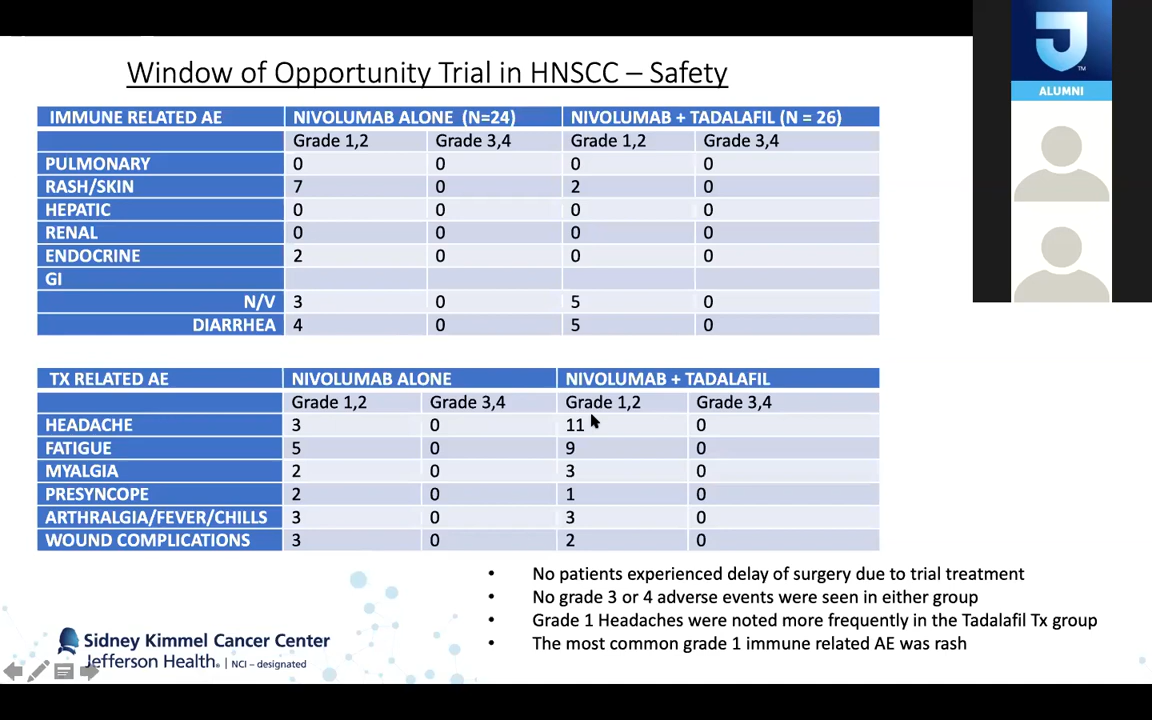 Window of Opportunity Trial in HNSCC – Safety
IMMUNE RELATED AE NIVOLUMAB ALONE (N=24) NIVOLUMAB + TADALAFIL (N = 26)
Grade 1,2 Grade 3,4 Grade 1,2 Grade 3,4
PULMONARY 0 0 0 0
RASH/SKIN 7 0 2 0
HEPATIC 0 0 0 0
RENAL 0 0 0 0
ENDOCRINE 2 0 0 0
GI
N/V 3 0 5 0
DIARRHEA 4 0 5 0
TX RELATED AE NIVOLUMAB ALONE NIVOLUMAB + TADALAFIL
Grade 1,2 Grade 3,4 Grade 1,2 Grade 3,4
HEADACHE 3 0 11 0
FATIGUE 5 0 9 0
MYALGIA 2 0 3 0
PRESYNCOPE 2 0 1 0
ARTHRALGIA/FEVER/CHILLS 3 0 3 0
WOUND COMPLICATIONS 3 0 2 0
• No patients experienced delay of surgery due to trial treatment
• No grade 3 or 4 adverse events were seen in either group
• Grade 1 Headaches were noted more frequently in the Tadalafil Tx group
• The most common grade 1 immune related AE was rash
Sidney Kimmel Cancer Center
Jefferson Health. | NCI – designated
J TM
ALUMNI